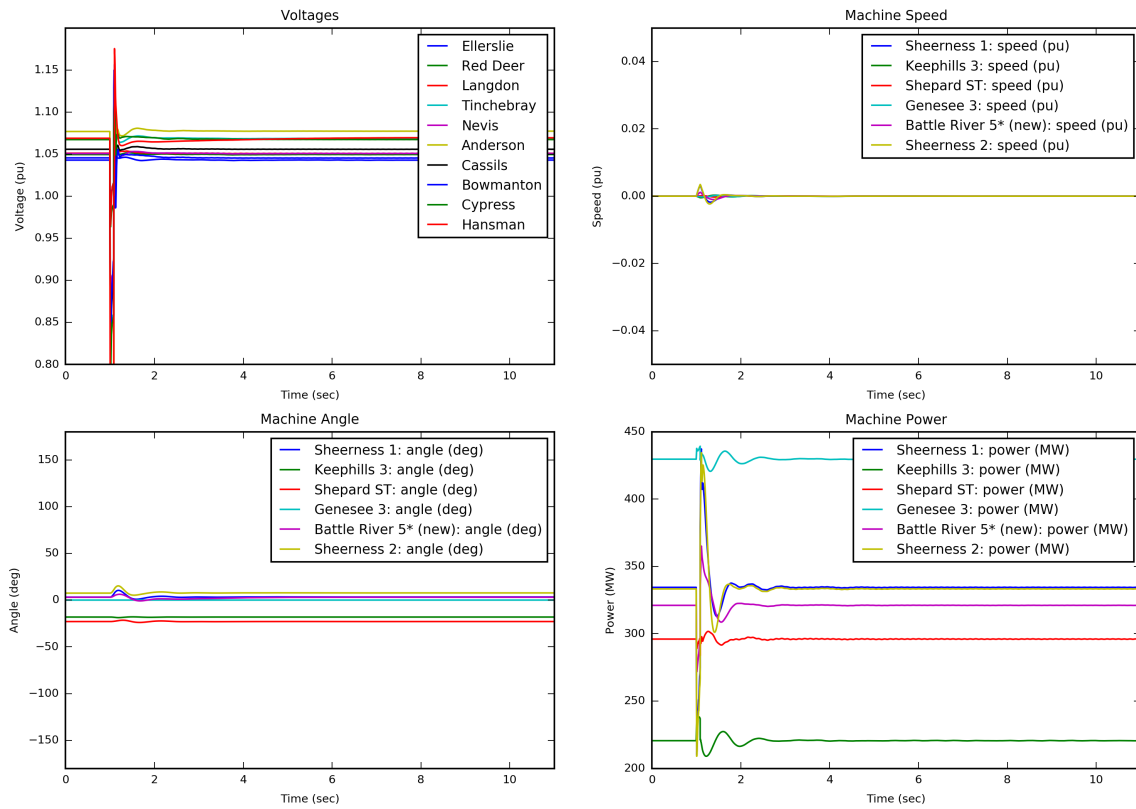 Voltages
Voltage (pu)
1.15
1.10
1.05
1.00
0.95
0.90
0.85
0.80
0 2 4 6 8 10
Time (sec)
Ellerslie
Red Deer
Langdon
Tinchebray
Nevis
Anderson
Cassils
Bowmanton
Cypress
Hansman
Machine Speed
Speed (pu)
0.04
0.02
0.00
−0.02
−0.04
0 2 4 6 8 10
Time (sec)
Sheerness 1: speed (pu)
Keephills 3: speed (pu)
Shepard ST: speed (pu)
Genesee 3: speed (pu)
Battle River 5* (new): speed (pu)
Sheerness 2: speed (pu)
Machine Angle
Angle (deg)
150
100
50
0
−50
−100
−150
0 2 4 6 8 10
Time (sec)
Sheerness 1: angle (deg)
Keephills 3: angle (deg)
Shepard ST: angle (deg)
Genesee 3: angle (deg)
Battle River 5* (new): angle (deg)
Sheerness 2: angle (deg)
Machine Power
Power (MW)
450
400
350
300
250
200
0 2 4 6 8 10
Time (sec)
Sheerness 1: power (MW)
Keephills 3: power (MW)
Shepard ST: power (MW)
Genesee 3: power (MW)
Battle River 5* (new): power (MW)
Sheerness 2: power (MW)